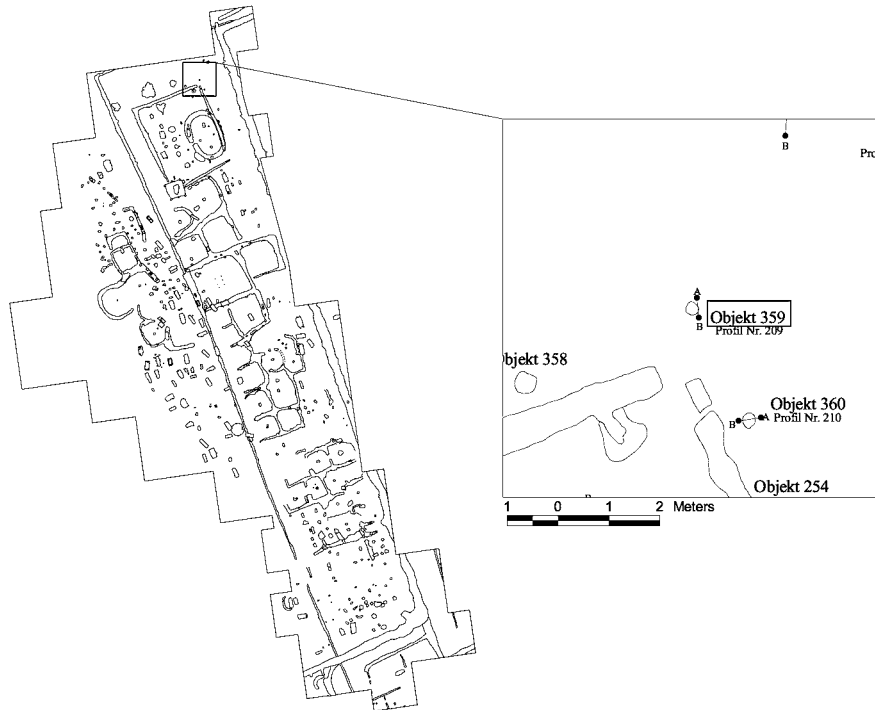 B
Pro
A
Objekt 359
B
Profil Nr. 209
Objekt 358
Objekt 360
B A Profil Nr. 210
Objekt 254
1 0 1 2 Meters